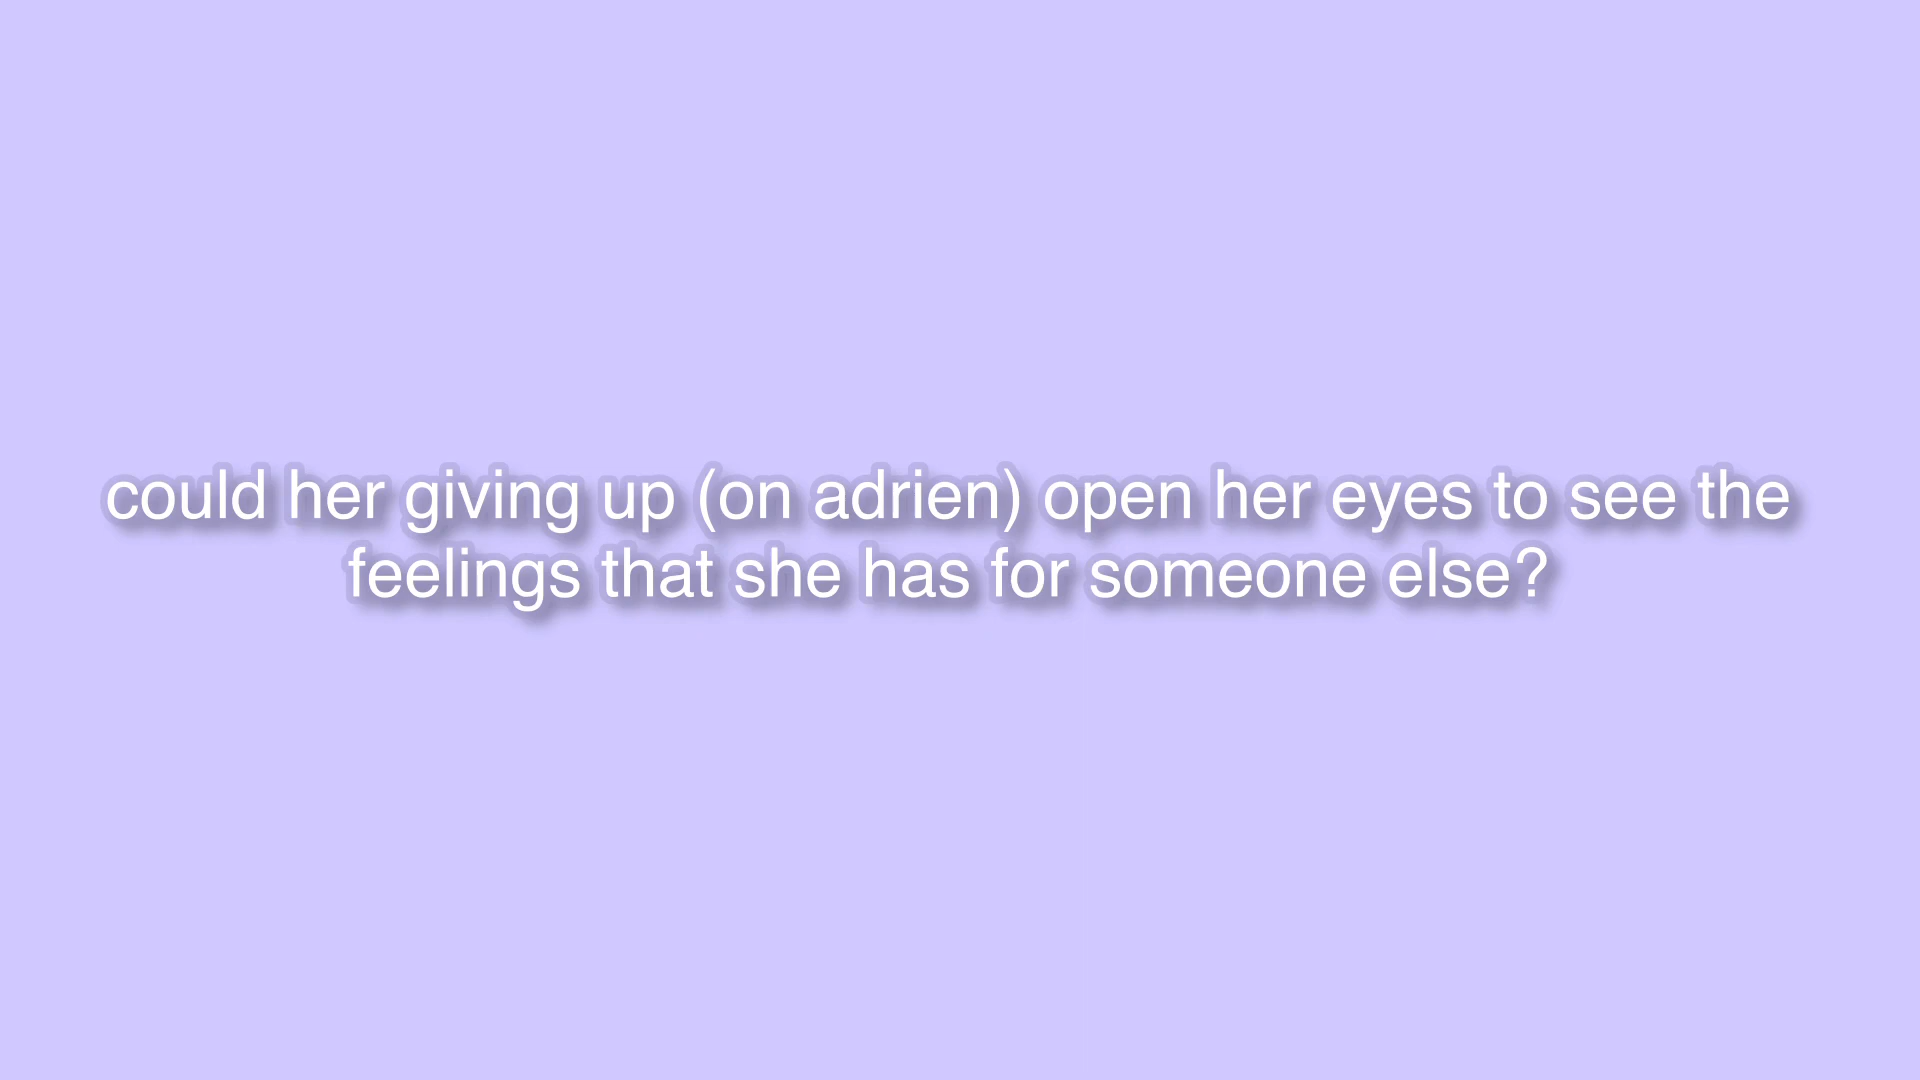 could her giving up (on adrien) open her eyes to see the
feelings that she has for someone else?